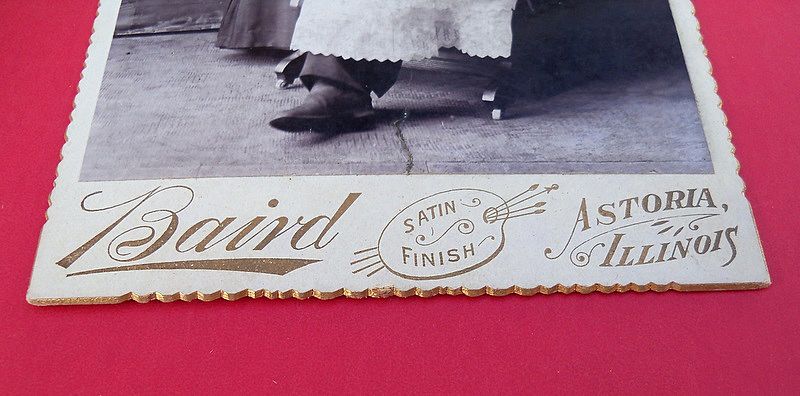 Baird
SATIN
FINISH
ASTORIA,
ILLINOIS